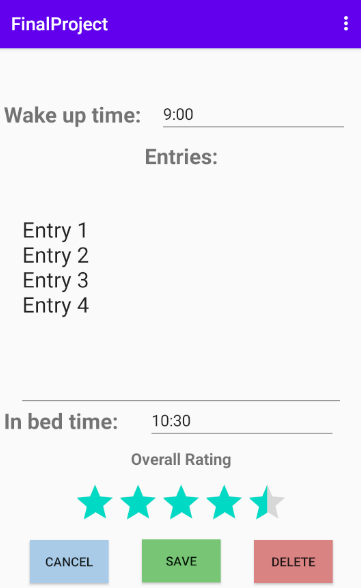 FinalProject
Wake up time: 9:00
Entries:
Entry 1
Entry 2
Entry 3
Entry 4
In bed time: 10:30
Overall Rating
CANCEL SAVE DELETE